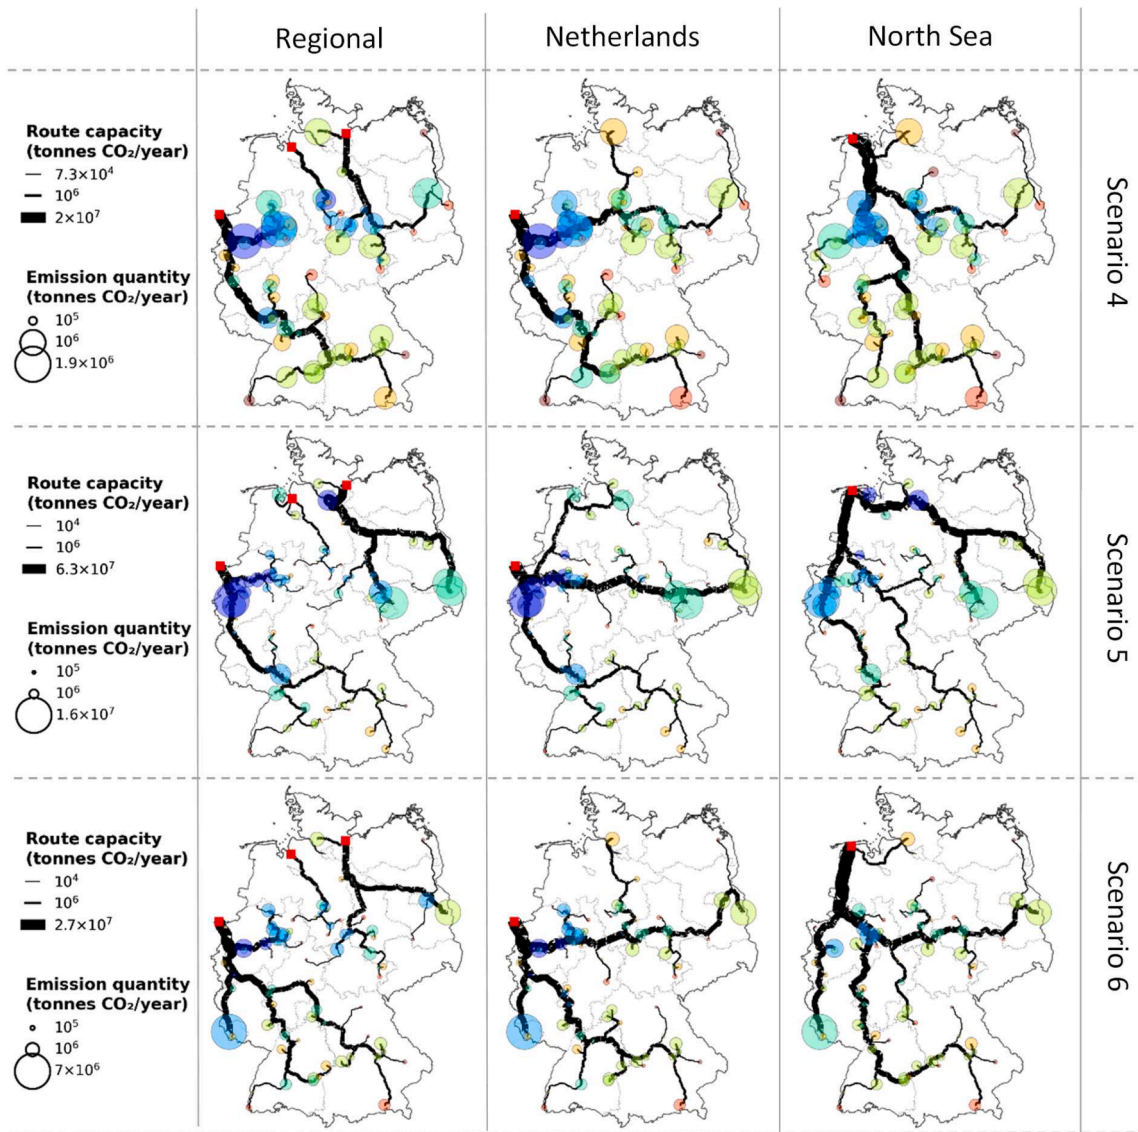 Regional
Netherlands
North Sea
Route capacity
(tonnes CO₂/year)
7.3×10⁴
10⁶
2×10⁷
Emission quantity
(tonnes CO₂/year)
10⁵
10⁶
1.9×10⁶
Scenario 4
Route capacity
(tonnes CO₂/year)
10⁴
10⁶
6.3×10⁷
Emission quantity
(tonnes CO₂/year)
10⁵
10⁶
1.6×10⁷
Scenario 5
Route capacity
(tonnes CO₂/year)
10⁴
10⁶
2.7×10⁷
Emission quantity
(tonnes CO₂/year)
10⁵
10⁶
7×10⁶
Scenario 6